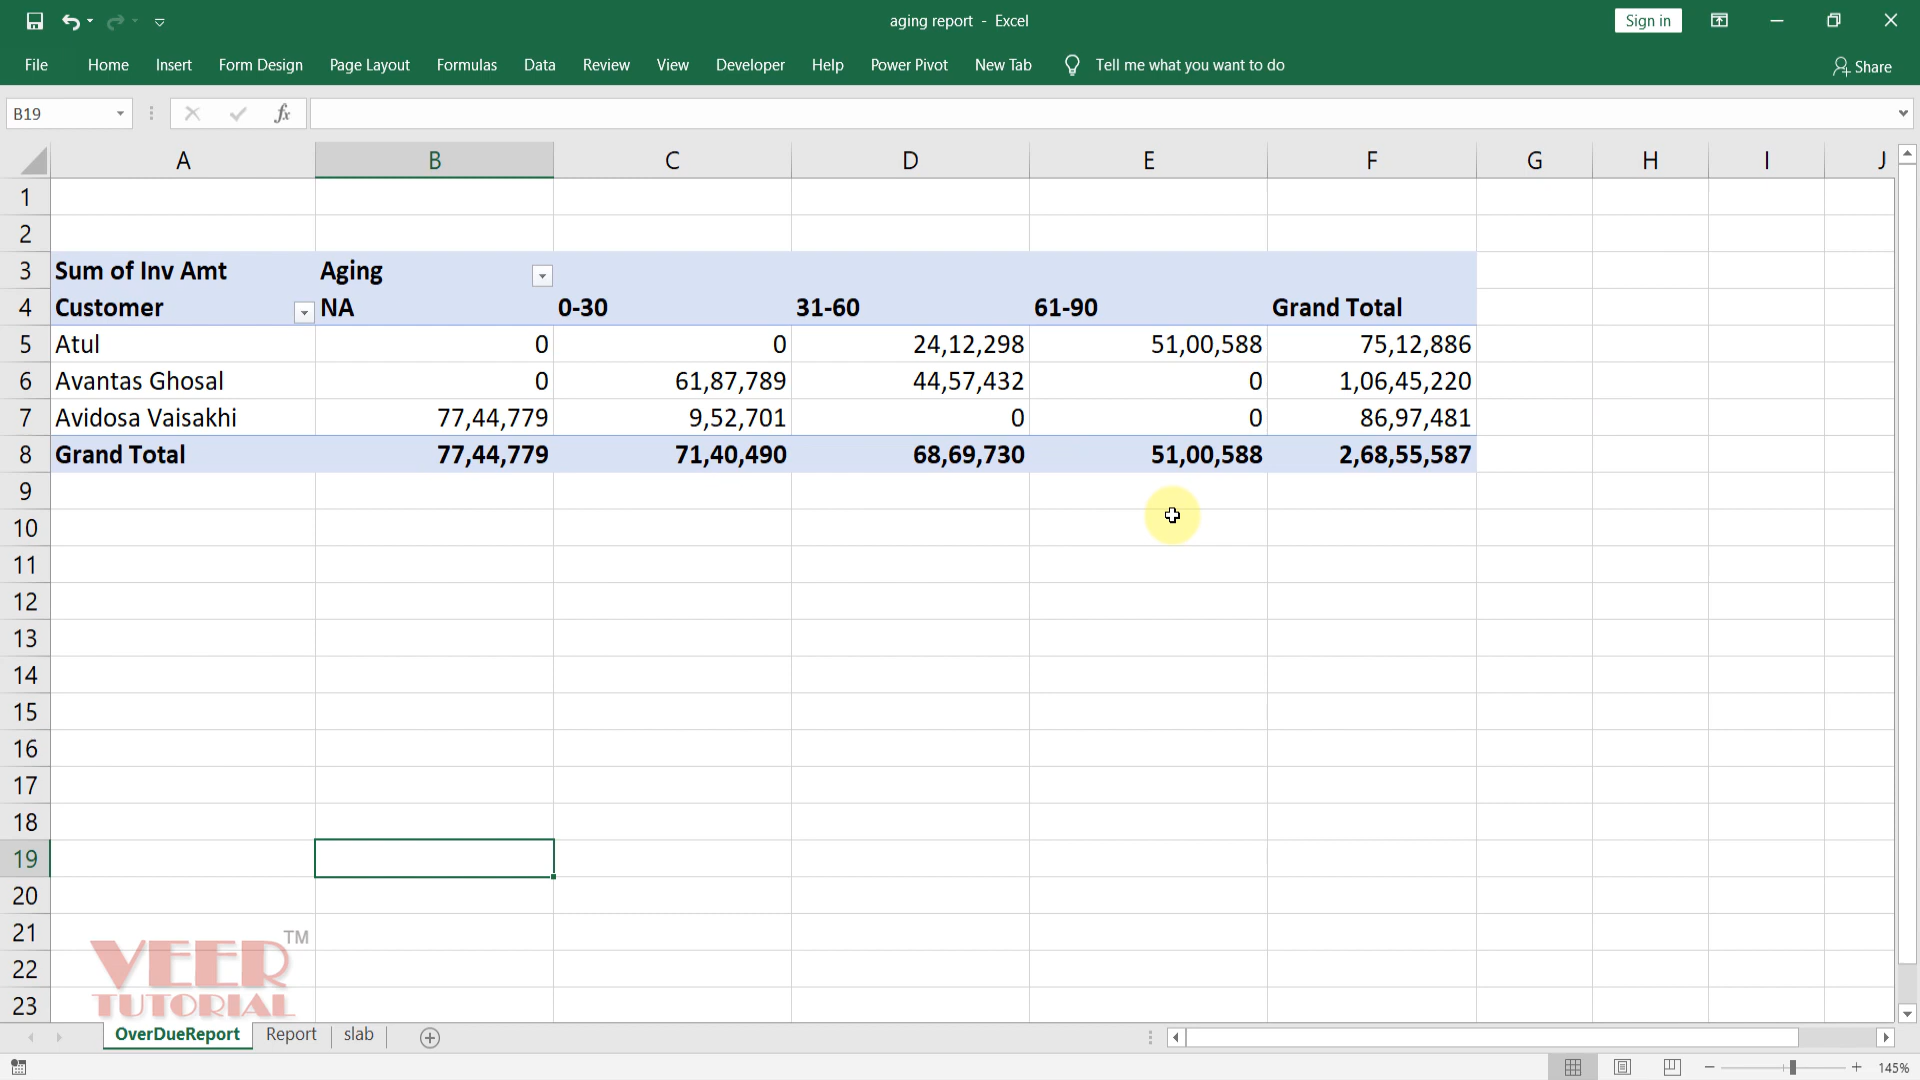 aging report - Excel
Sign in
File Home Insert Form Design Page Layout Formulas Data Review View Developer Help Power Pivot New Tab Tell me what you want to do Share
B19 fx
A B C D E F G H I J
1
2
3 Sum of Inv Amt Aging
4 Customer NA 0-30 31-60 61-90 Grand Total
5 Atul 0 0 24,12,298 51,00,588 75,12,886
6 Avantas Ghosal 0 61,87,789 44,57,432 0 1,06,45,220
7 Avidosa Vaisakhi 77,44,779 9,52,701 0 0 86,97,481
8 Grand Total 77,44,779 71,40,490 68,69,730 51,00,588 2,68,55,587
9
10
11
12
13
14
15
16
17
18
19
20
21
22
23
VEER TM
TUTORIAL
OverDueReport Report slab
145%